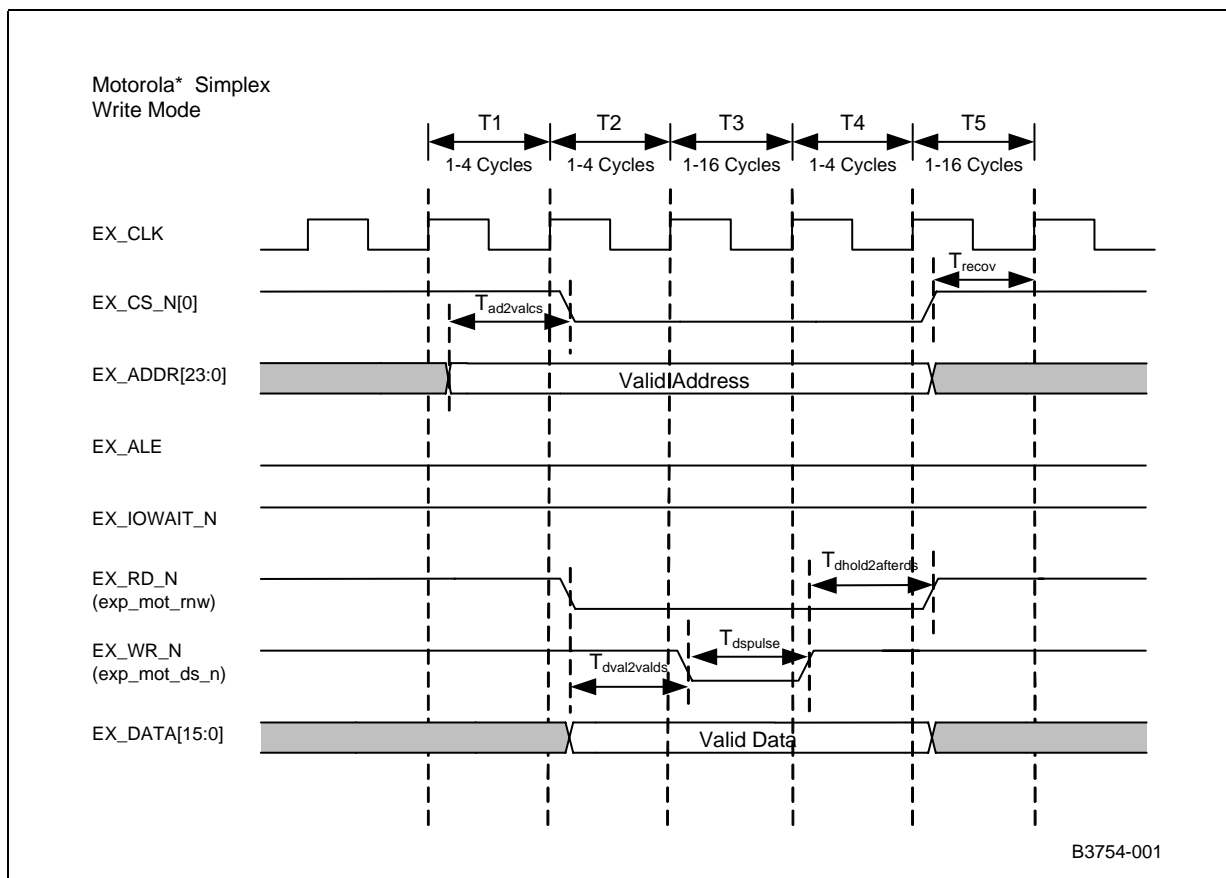 Motorola* Simplex
Write Mode
T1 T2 T3 T4 T5
1-4 Cycles 1-4 Cycles 1-16 Cycles 1-4 Cycles 1-16 Cycles
EX_CLK
Trecov
EX_CS_N[0]
Tad2valcs
EX_ADDR[23:0]
Valid Address
EX_ALE
EX_IOWAIT_N
Tdhold2afterds
EX_RD_N
(exp_mot_rnw)
EX_WR_N
(exp_mot_ds_n)
Tdspulse
Tdval2valds
EX_DATA[15:0]
Valid Data
B3754-001